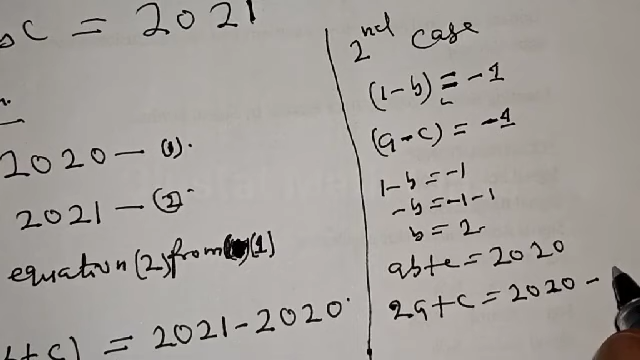 bc = 2021
2020 — (1).
2021 — (2).
equation (2) from (1)
+c) = 2021 - 2020.
2nd case
(1-b) = -1
(a-c) = -1
1-b = -1
-b = -1-1
b = 2
ab+c = 2020
2a+c = 2020 -